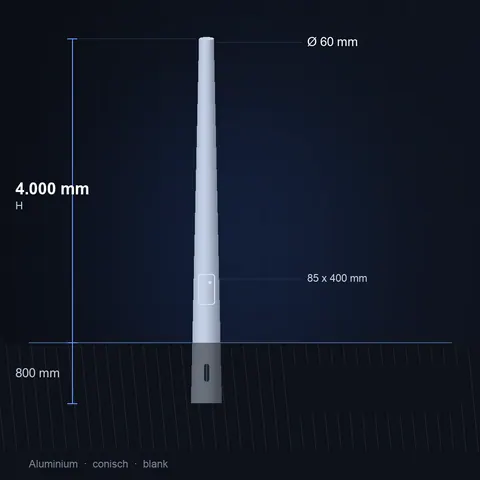 Ø 60 mm
4.000 mm
H
85 x 400 mm
800 mm
Aluminium · conisch · blank